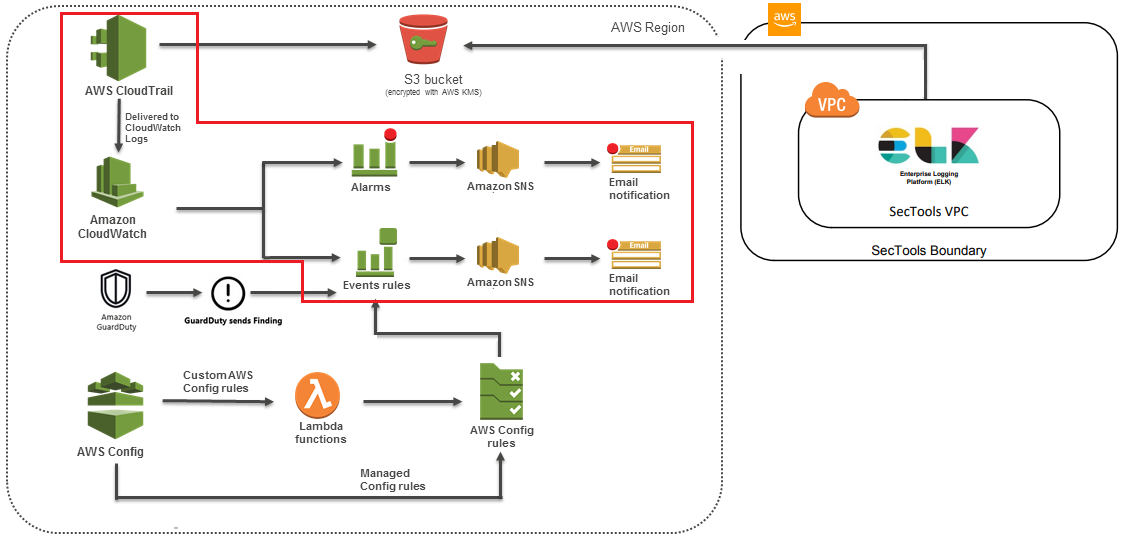 AWS Region
aws
AWS CloudTrail
S3 bucket
(encrypted with AWS KMS)
Delivered to
CloudWatch
Logs
VPC
ELK
Enterprise Logging
Platform (ELK)
SecTools VPC
SecTools Boundary
Amazon
CloudWatch
Alarms
Amazon SNS
Email
Email
notification
Events rules
Amazon SNS
Email
Email
notification
Amazon
GuardDuty
GuardDuty sends Finding
AWS Config
Custom AWS
Config rules
Lambda
functions
AWS Config
rules
Managed
Config rules